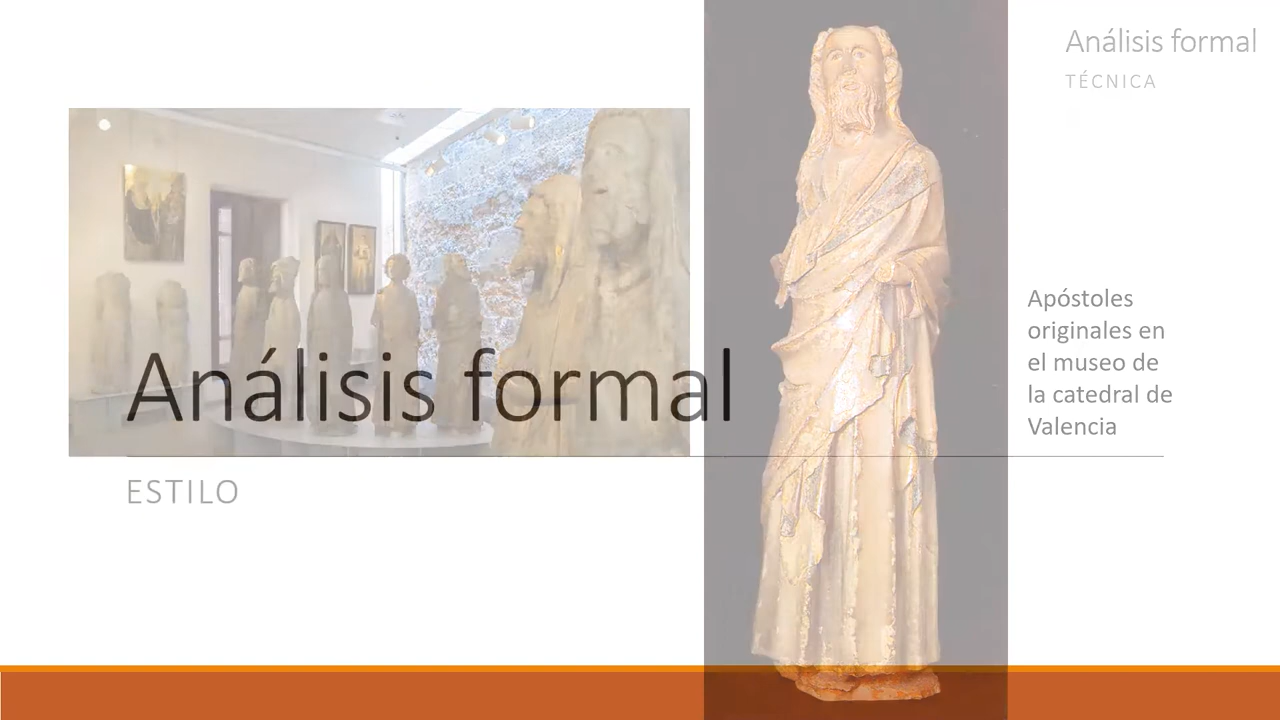 Análisis formal
TÉCNICA
Apóstoles
originales en
el museo de
la catedral de
Valencia
Análisis formal
ESTILO